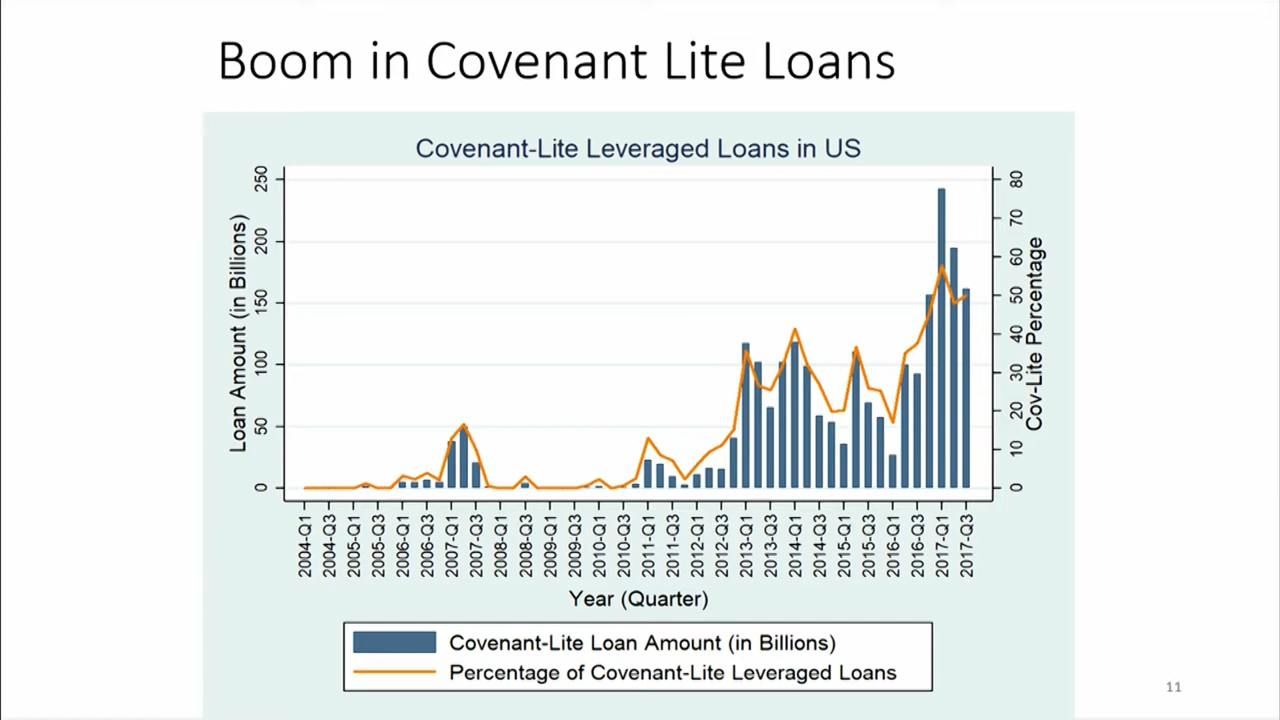 Boom in Covenant Lite Loans
Covenant-Lite Leveraged Loans in US
Loan Amount (in Billions)
250
200
150
100
50
0
80
70
60
50
40
30
20
10
0
Cov-Lite Percentage
2004-Q1
2004-Q3
2005-Q1
2005-Q3
2006-Q1
2006-Q3
2007-Q1
2007-Q3
2008-Q1
2008-Q3
2009-Q1
2009-Q3
2010-Q1
2010-Q3
2011-Q1
2011-Q3
2012-Q1
2012-Q3
2013-Q1
2013-Q3
2014-Q1
2014-Q3
2015-Q1
2015-Q3
2016-Q1
2016-Q3
2017-Q1
2017-Q3
Year (Quarter)
Covenant-Lite Loan Amount (in Billions)
Percentage of Covenant-Lite Leveraged Loans
11